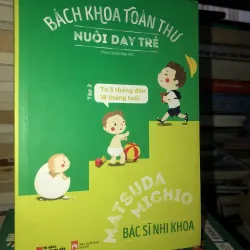 BÁCH KHOA TOÀN THƯ
NUÔI DẠY TRẺ
Tập 2
Từ 5 tháng đến
18 tháng tuổi
MATSUDA
MICHIO
BÁC SĨ NHI KHOA